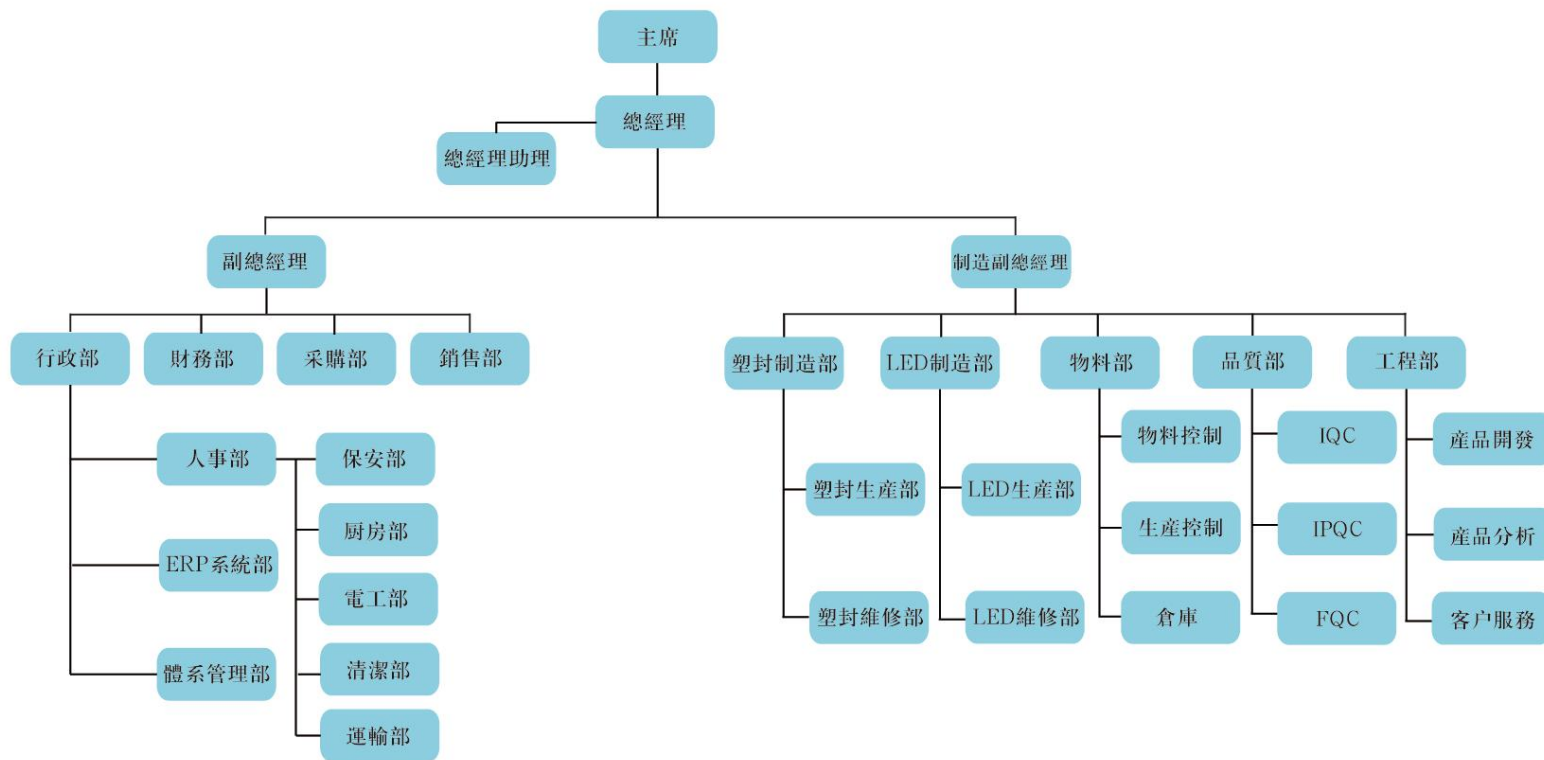 主席
總經理
總經理助理
副總經理
制造副總經理
行政部
財務部
采購部
銷售部
塑封制造部
LED制造部
物料部
品質部
工程部
人事部
保安部
物料控制
IQC
産品開發
塑封生産部
LED生産部
厨房部
生産控制
IPQC
産品分析
ERP系統部
電工部
塑封維修部
LED維修部
倉庫
FQC
客户服務
體系管理部
清潔部
運輸部